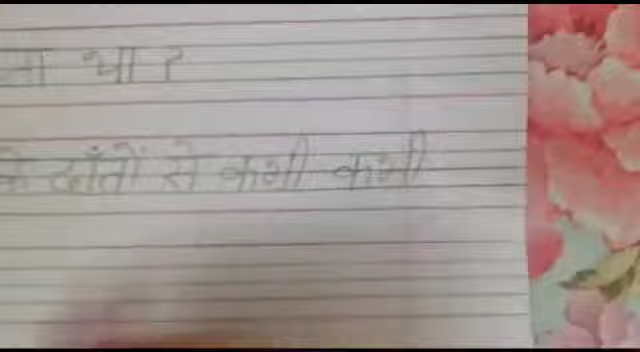 था?
के दाँतों से कभी कभी